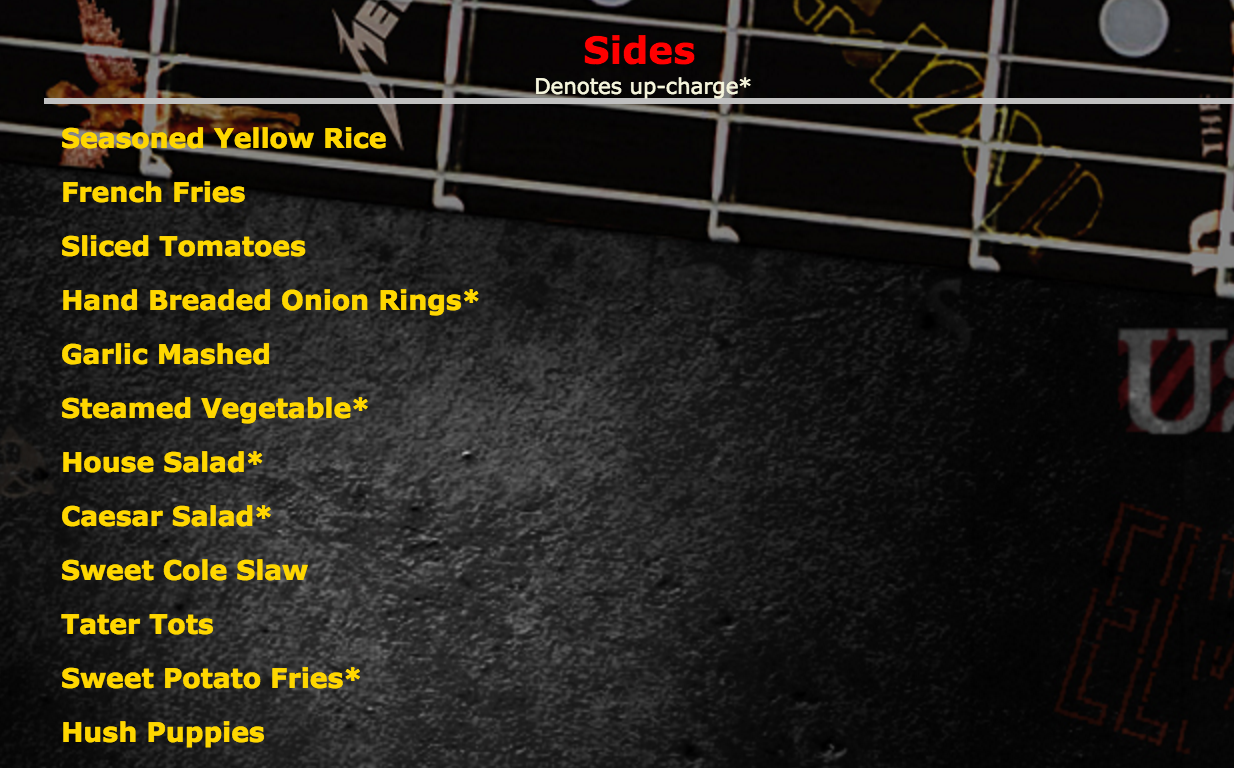 Sides
Denotes up-charge*
Seasoned Yellow Rice
French Fries
Sliced Tomatoes
Hand Breaded Onion Rings*
Garlic Mashed
Steamed Vegetable*
House Salad*
Caesar Salad*
Sweet Cole Slaw
Tater Tots
Sweet Potato Fries*
Hush Puppies